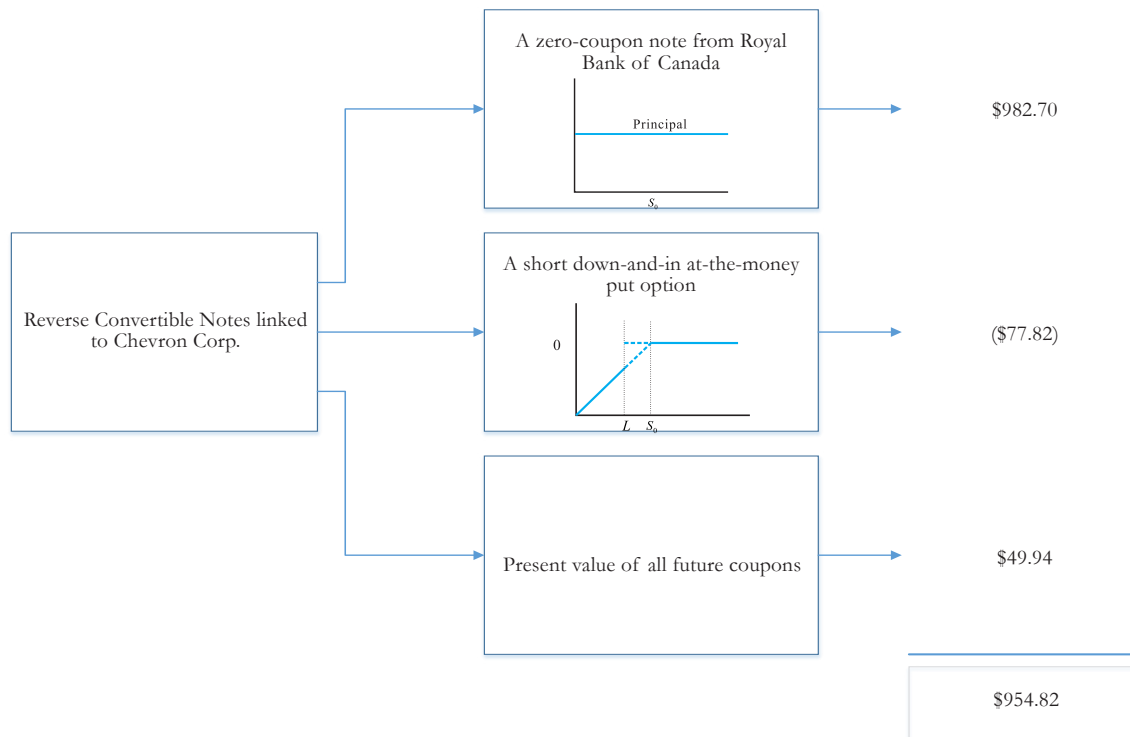 A zero-coupon note from Royal
Bank of Canada
Principal
S₀
$982.70
Reverse Convertible Notes linked
to Chevron Corp.
A short down-and-in at-the-money
put option
0
L S₀
($77.82)
Present value of all future coupons
$49.94
$954.82